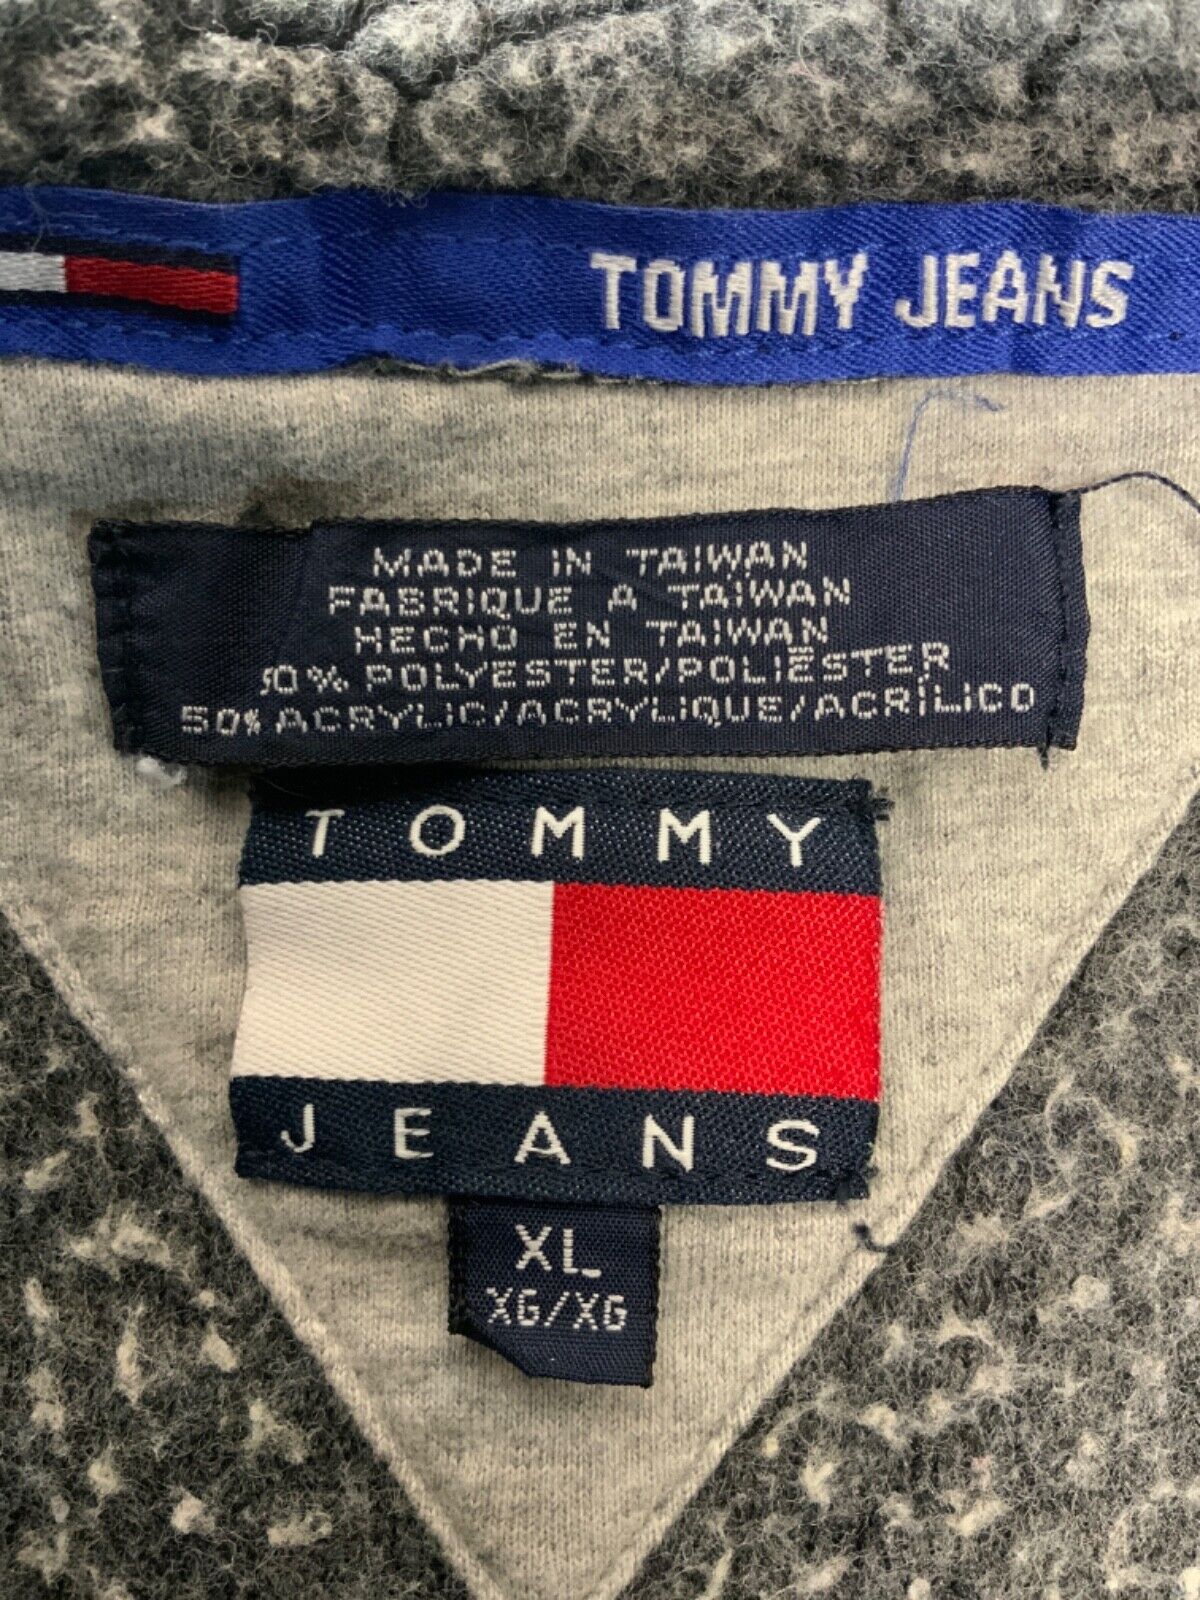 TOMMY JEANS
MADE IN TAIWAN
FABRIQUE A TAIWAN
HECHO EN TAIWAN
50% POLYESTER/POLIÉSTER
50% ACRYLIC/ACRYLIQUE/ACRÍLICO
TOMMY
JEANS
XL
XG/XG